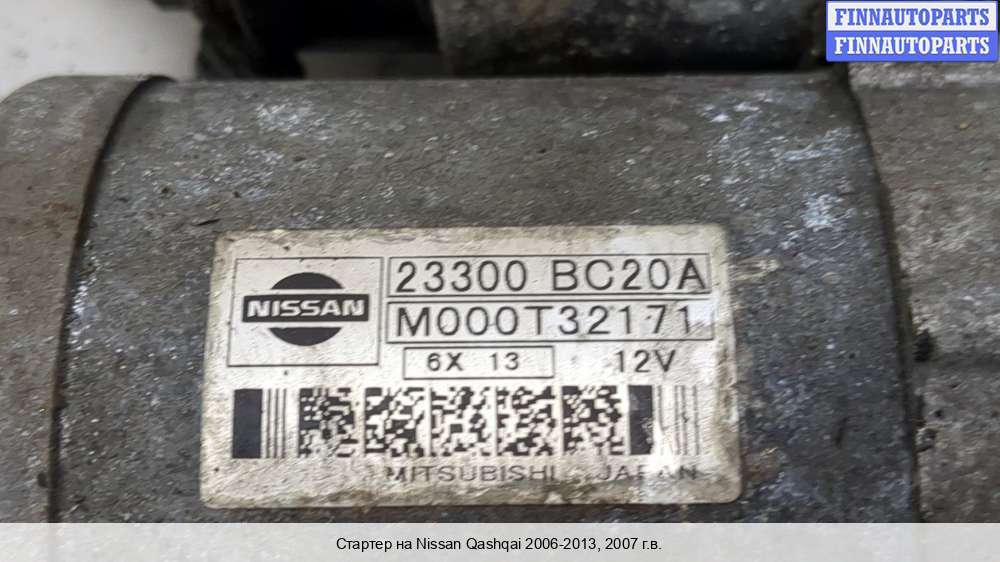 FINNAUTOPARTS
FINNAUTOPARTS
NISSAN
23300 BC20A
M000T32171
6X 13
12V
MITSUBISHI JAPAN
Стартер на Nissan Qashqai 2006-2013, 2007 г.в.